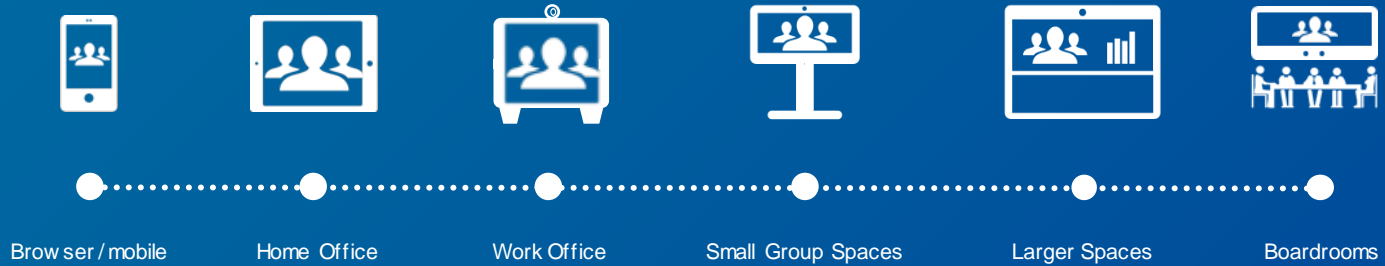 Browser / mobile
Home Office
Work Office
Small Group Spaces
Larger Spaces
Boardrooms